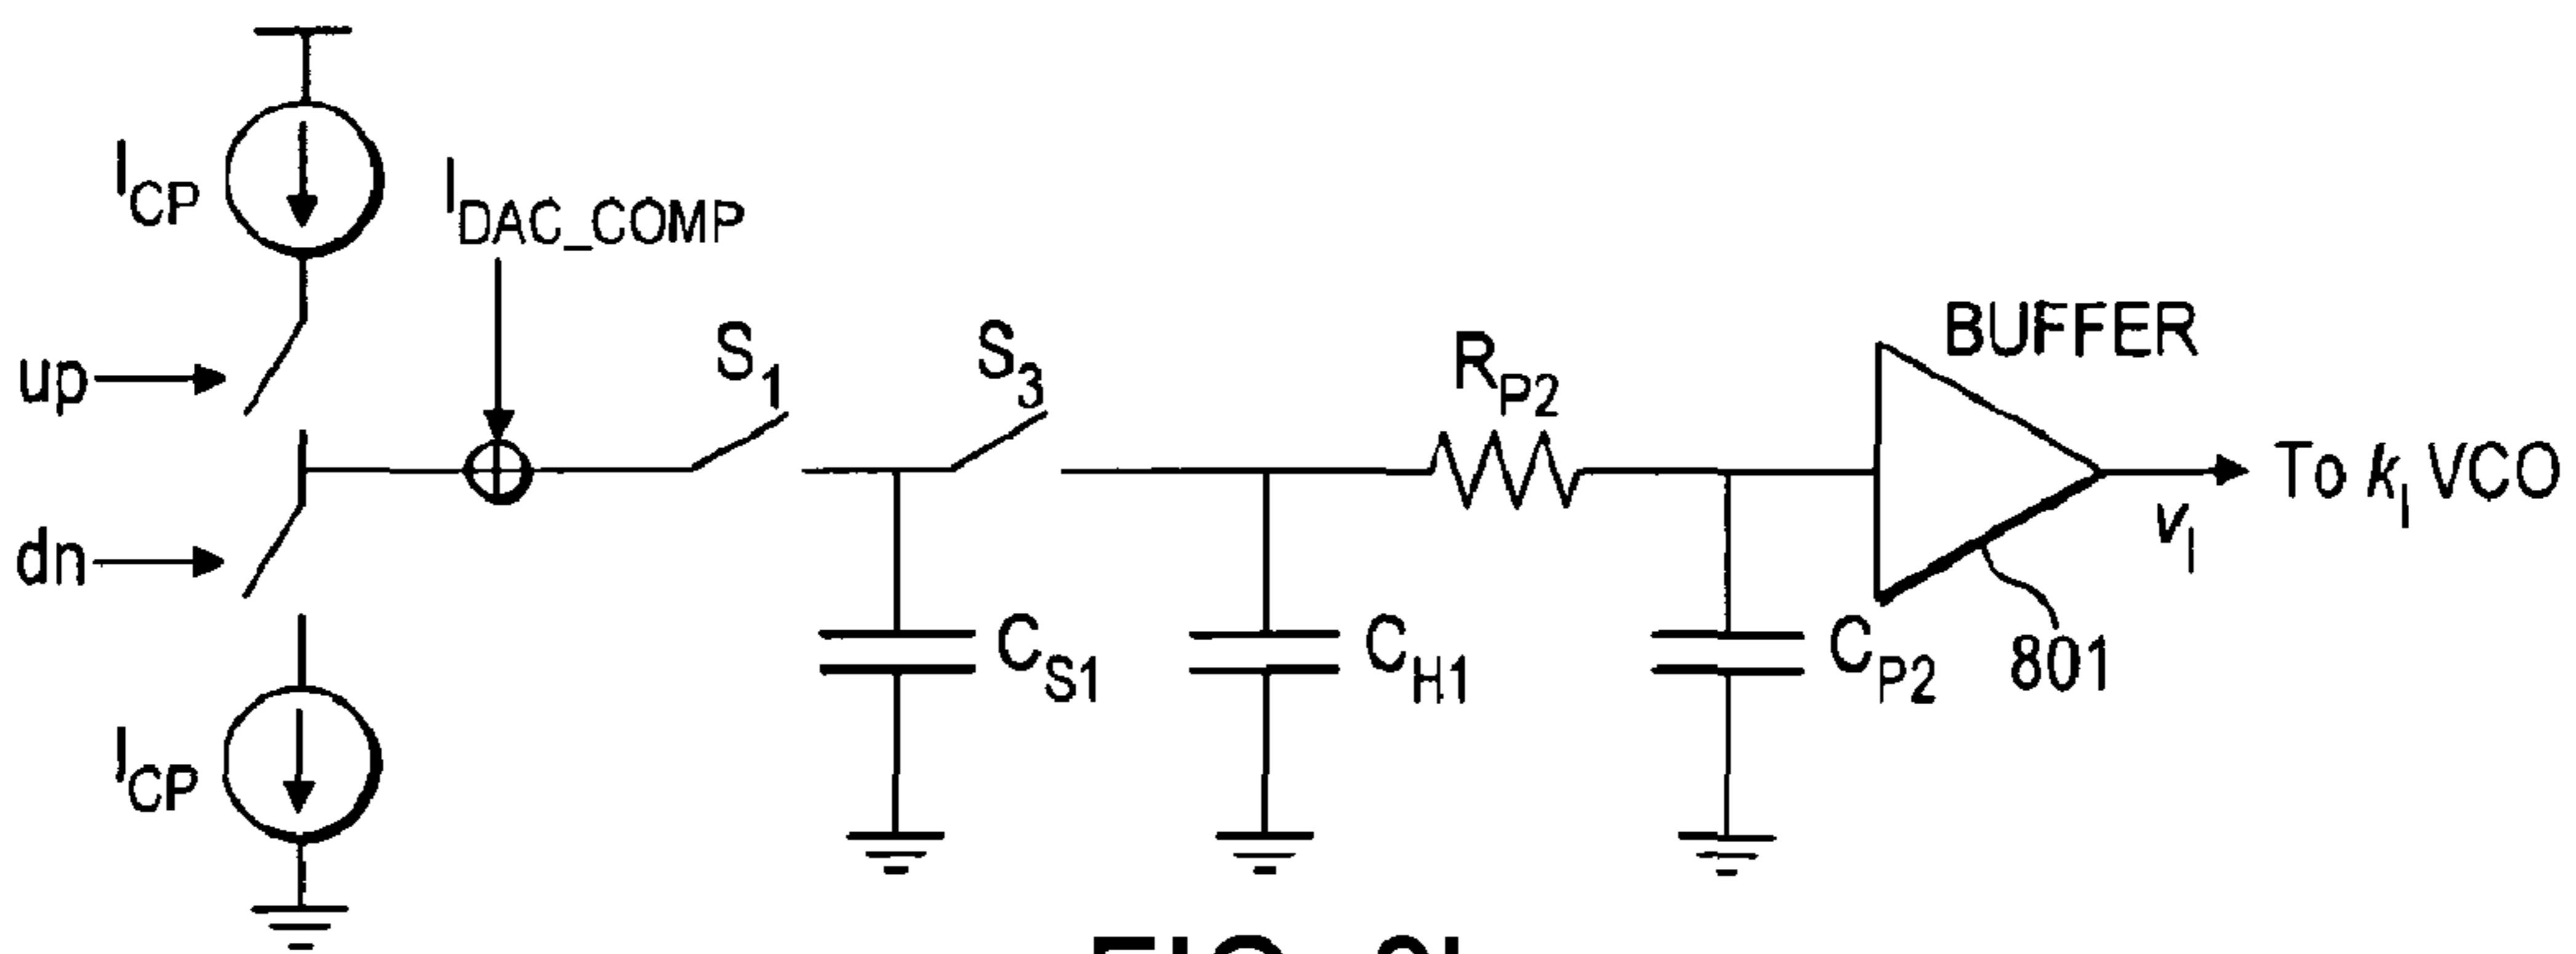 I_CP
I_DAC_COMP
up
S_1
S_3
R_P2
BUFFER
To k_I VCO
v_I
dn
C_S1
C_H1
C_P2
801
I_CP